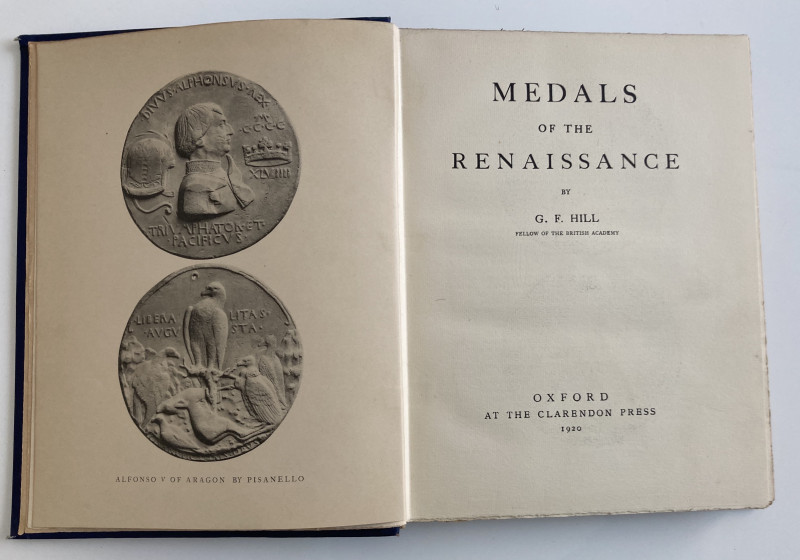 DIVVS·ALPHONSVS·REX
·C·C·C·C·
XLVIIII
·TRIVMPHATOR·ET·
·PACIFICVS·
·LIBERA LITAS·
·AVGV STA·
ALFONSO V OF ARAGON BY PISANELLO
MEDALS
OF THE
RENAISSANCE
BY
G. F. HILL
FELLOW OF THE BRITISH ACADEMY
OXFORD
AT THE CLARENDON PRESS
1920